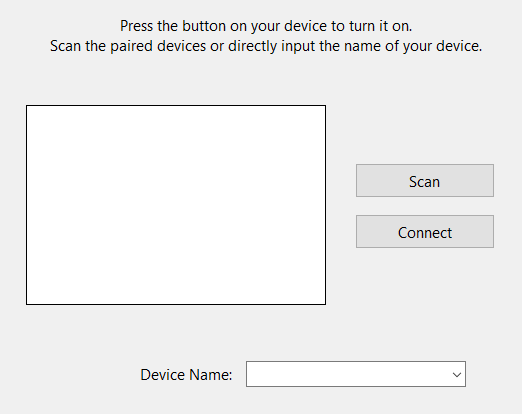 Press the button on your device to turn it on.
Scan the paired devices or directly input the name of your device.
Scan
Connect
Device Name: